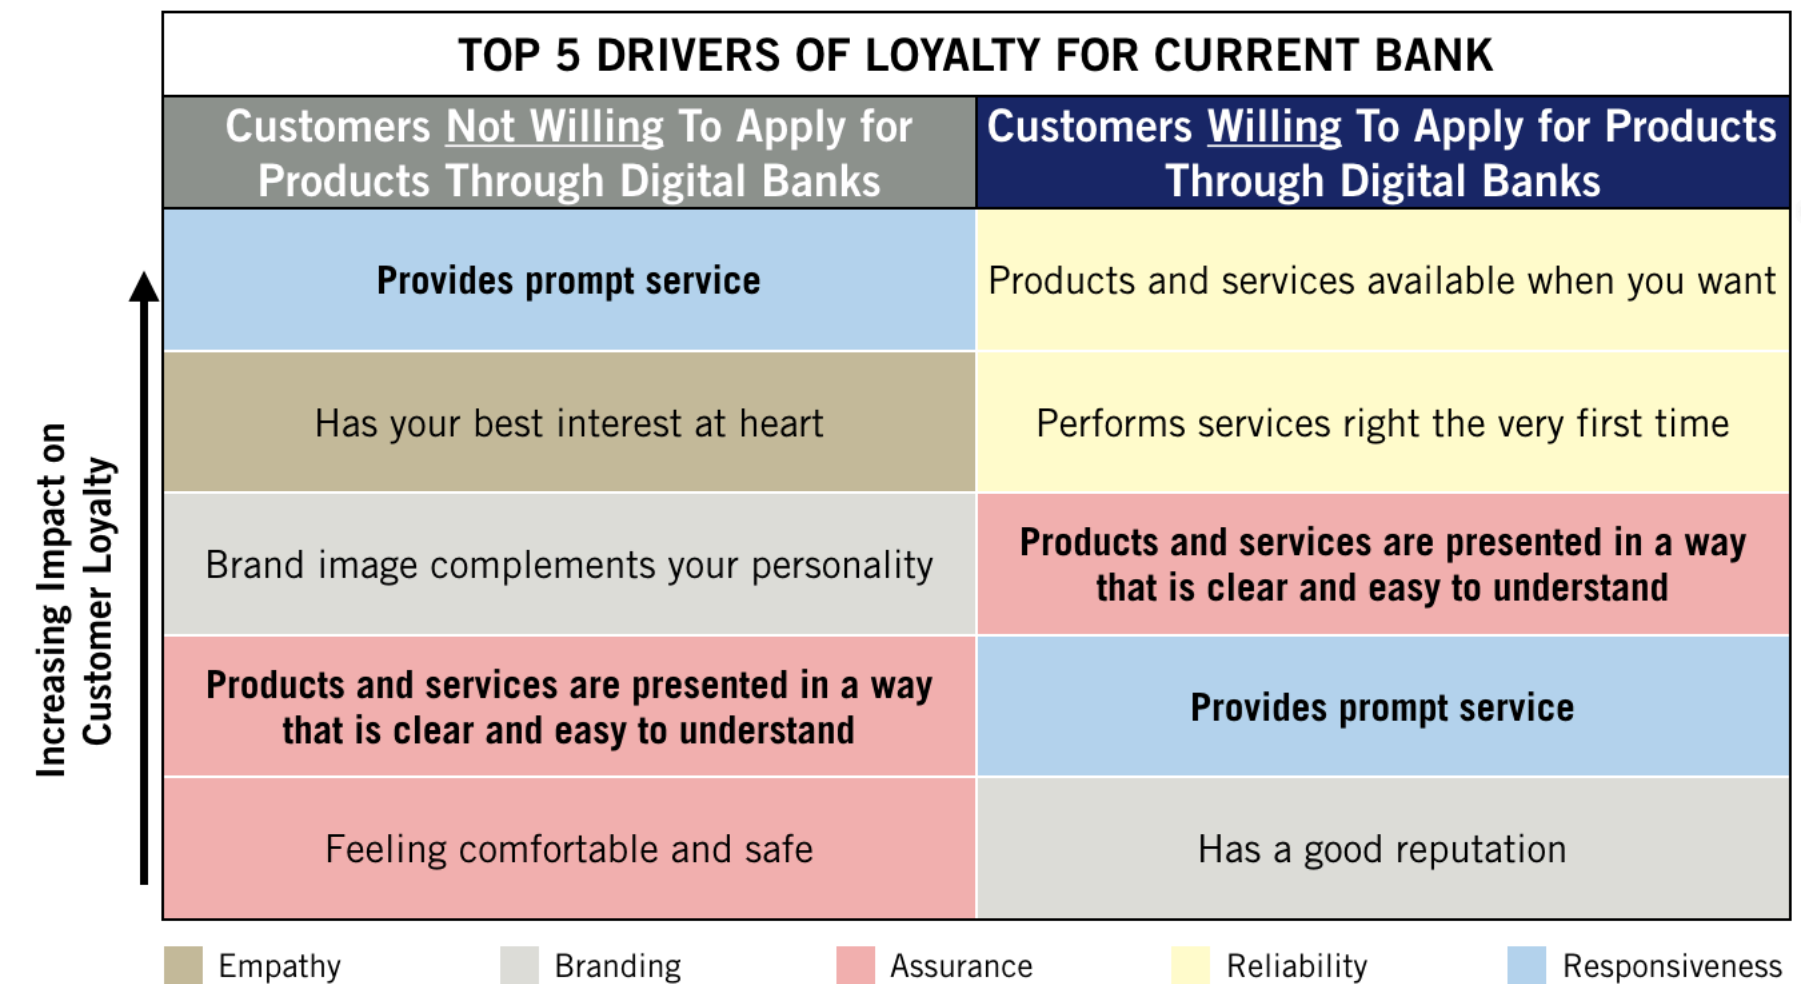 TOP 5 DRIVERS OF LOYALTY FOR CURRENT BANK
Customers Not Willing To Apply for
Products Through Digital Banks
Customers Willing To Apply for Products
Through Digital Banks
Increasing Impact on
Customer Loyalty
Provides prompt service
Products and services available when you want
Has your best interest at heart
Performs services right the very first time
Brand image complements your personality
Products and services are presented in a way
that is clear and easy to understand
Products and services are presented in a way
that is clear and easy to understand
Provides prompt service
Feeling comfortable and safe
Has a good reputation
Empathy
Branding
Assurance
Reliability
Responsiveness